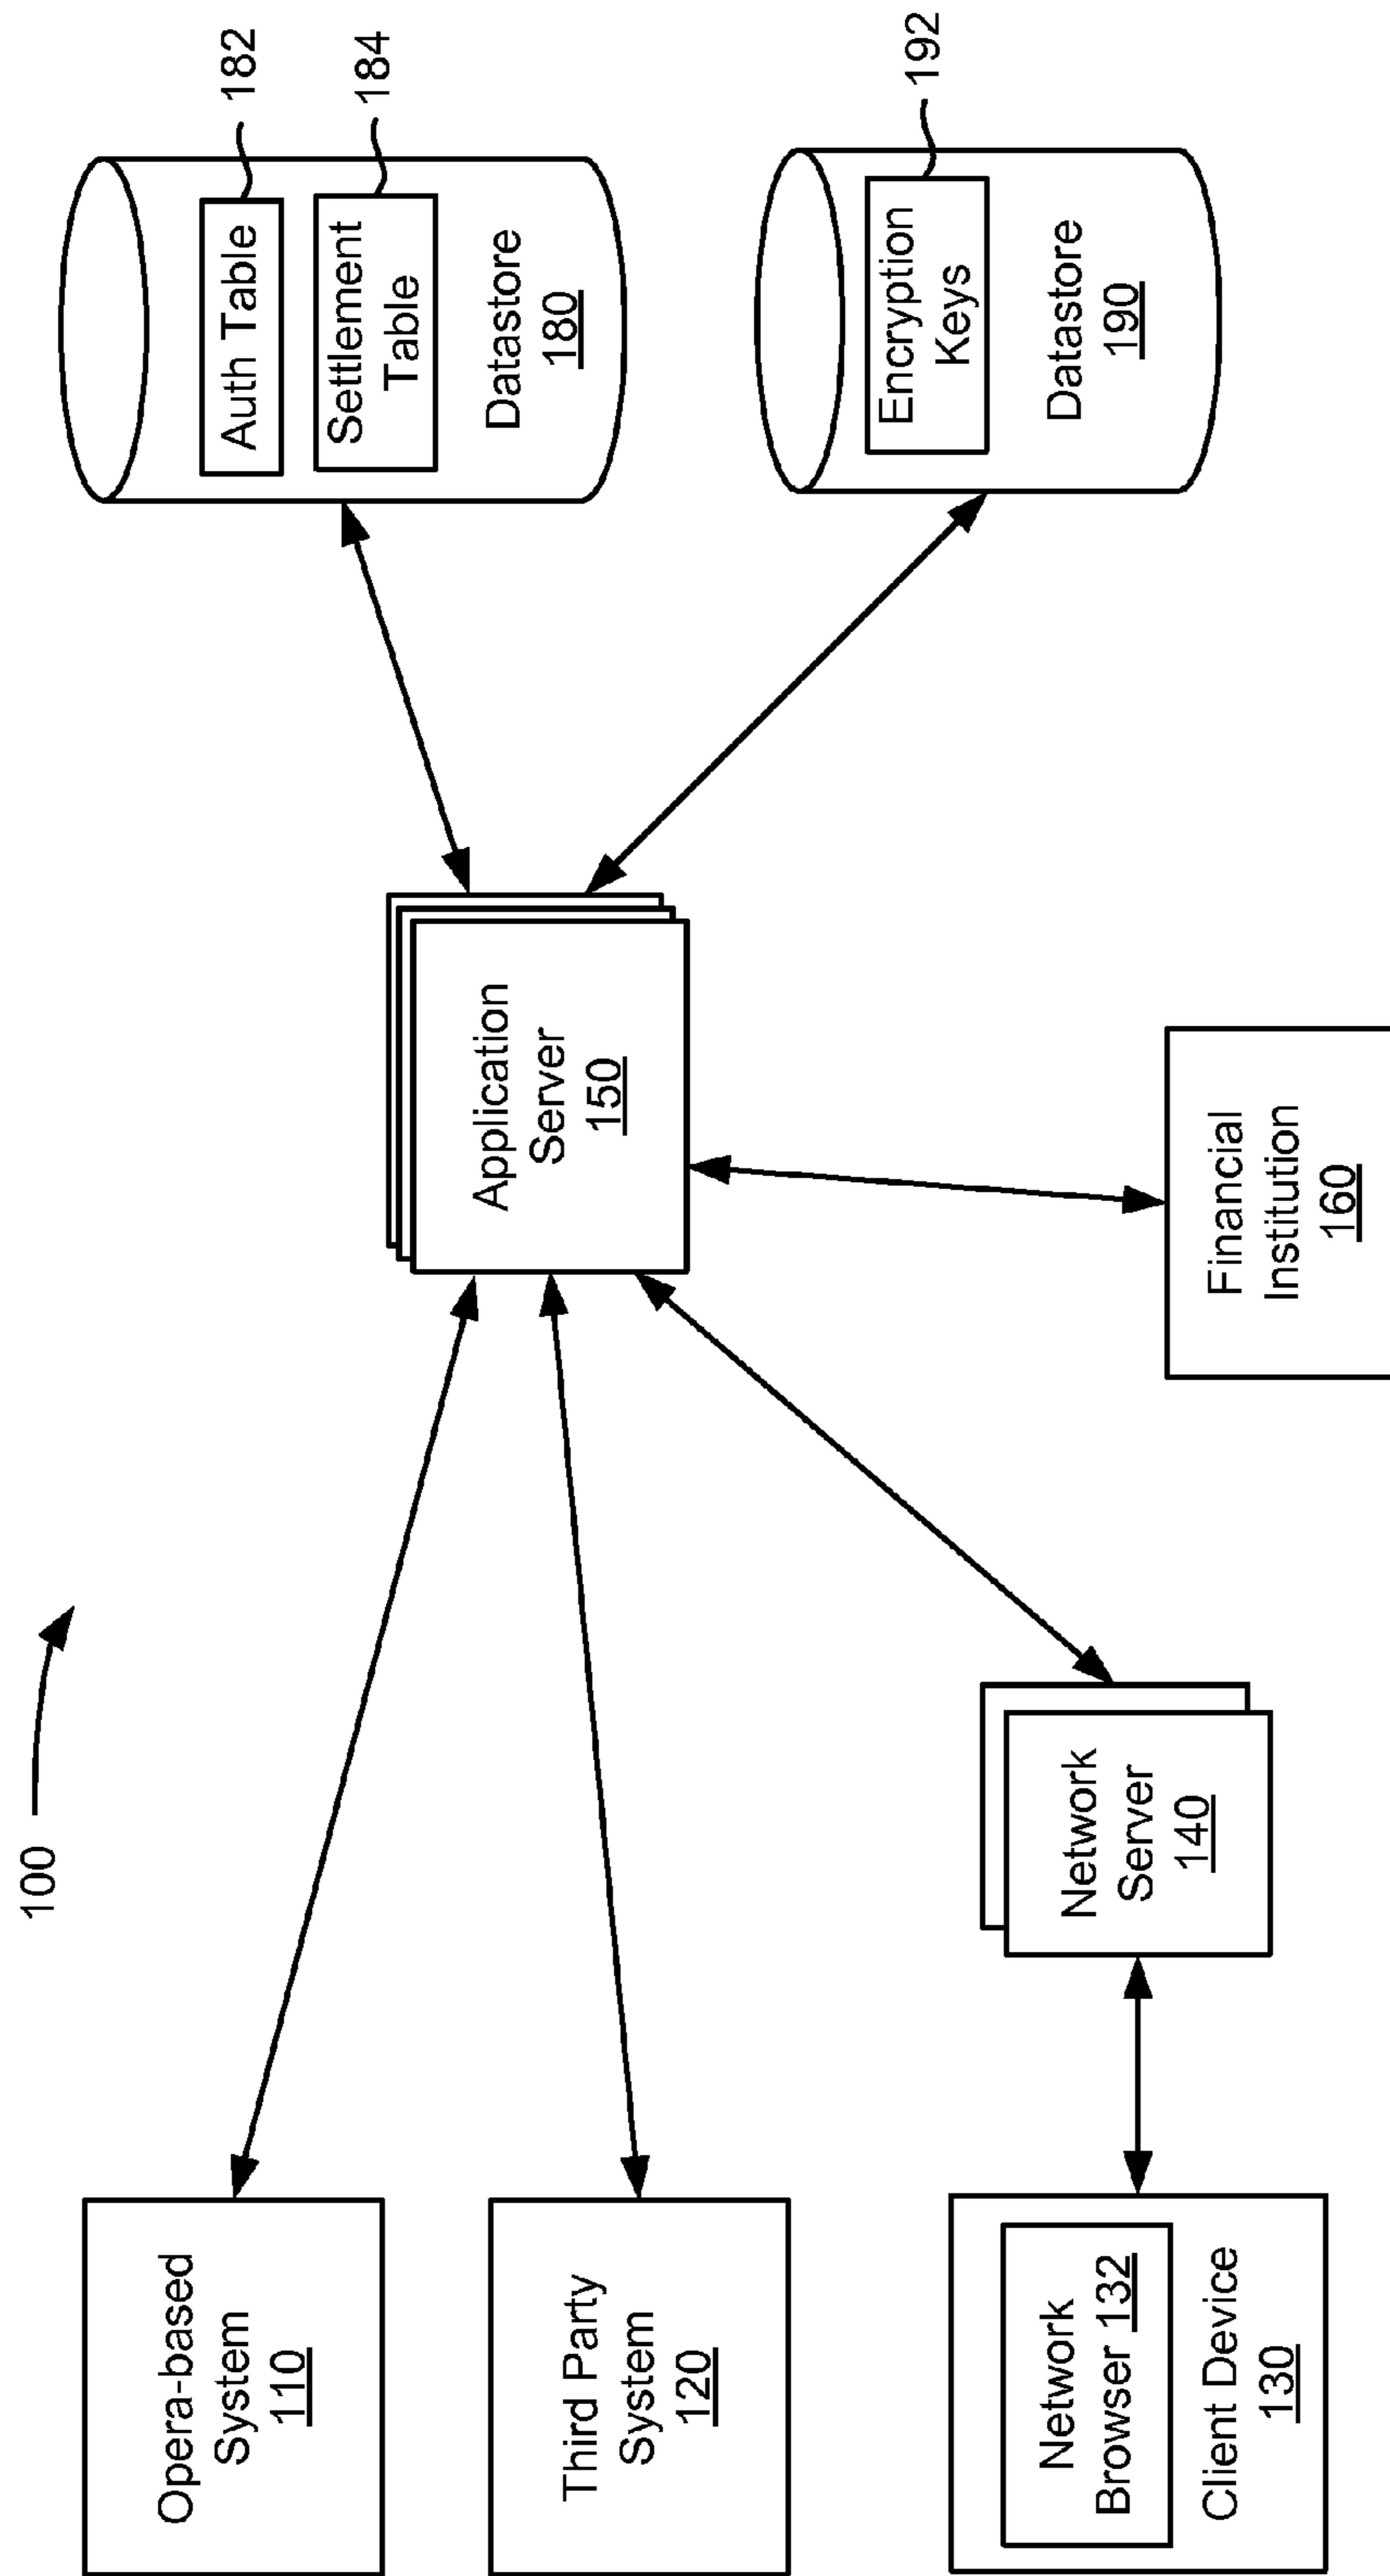 100
Opera-based
System
110
Third Party
System
120
Network
Browser 132
Client Device
130
Network
Server
140
Application
Server
150
Financial
Institution
160
Auth Table
182
Settlement
Table
184
Datastore
180
Encryption
Keys
192
Datastore
190